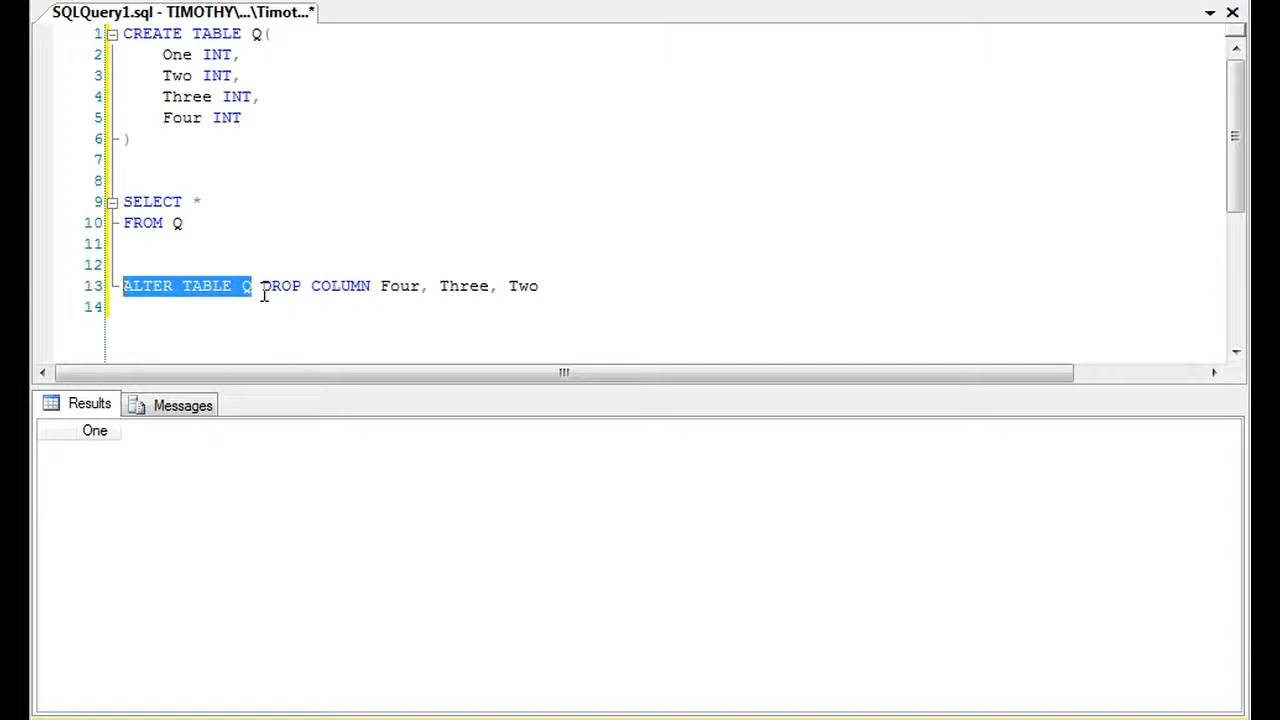 SQLQuery1.sql - TIMOTHY\...\Timot...*
1 CREATE TABLE Q(
2 One INT,
3 Two INT,
4 Three INT,
5 Four INT
6 )
7
8
9 SELECT *
10 FROM Q
11
12
13 ALTER TABLE Q DROP COLUMN Four, Three, Two
14
Results Messages
One